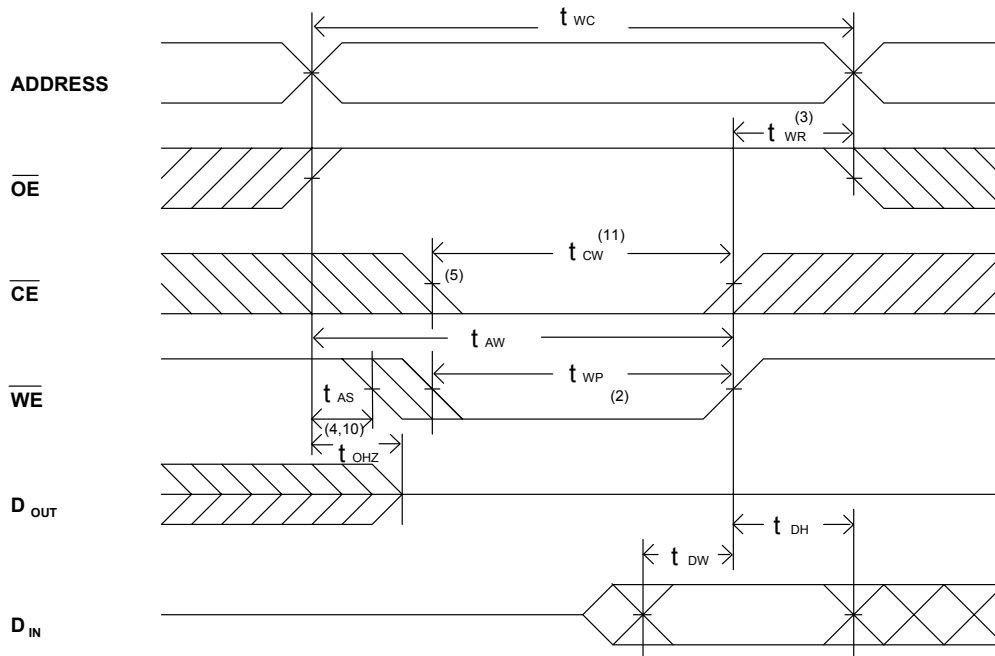 t WC
ADDRESS
t WR (3)
OE
t CW (11)
(5)
CE
t AW
t WP (2)
WE
t AS
(4,10)
t OHZ
D OUT
t DH
t DW
D IN